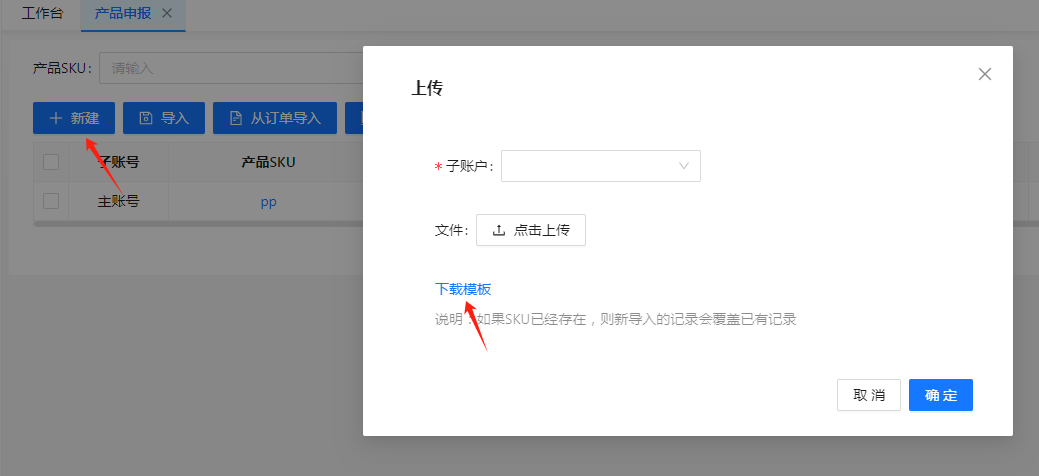 工作台 产品申报
产品SKU: 请输入
新建 导入 从订单导入
子账号 产品SKU
主账号 pp
上传
* 子账户:
文件: 点击上传
下载模板
说明:如果SKU已经存在，则新导入的记录会覆盖已有记录
取 消 确 定